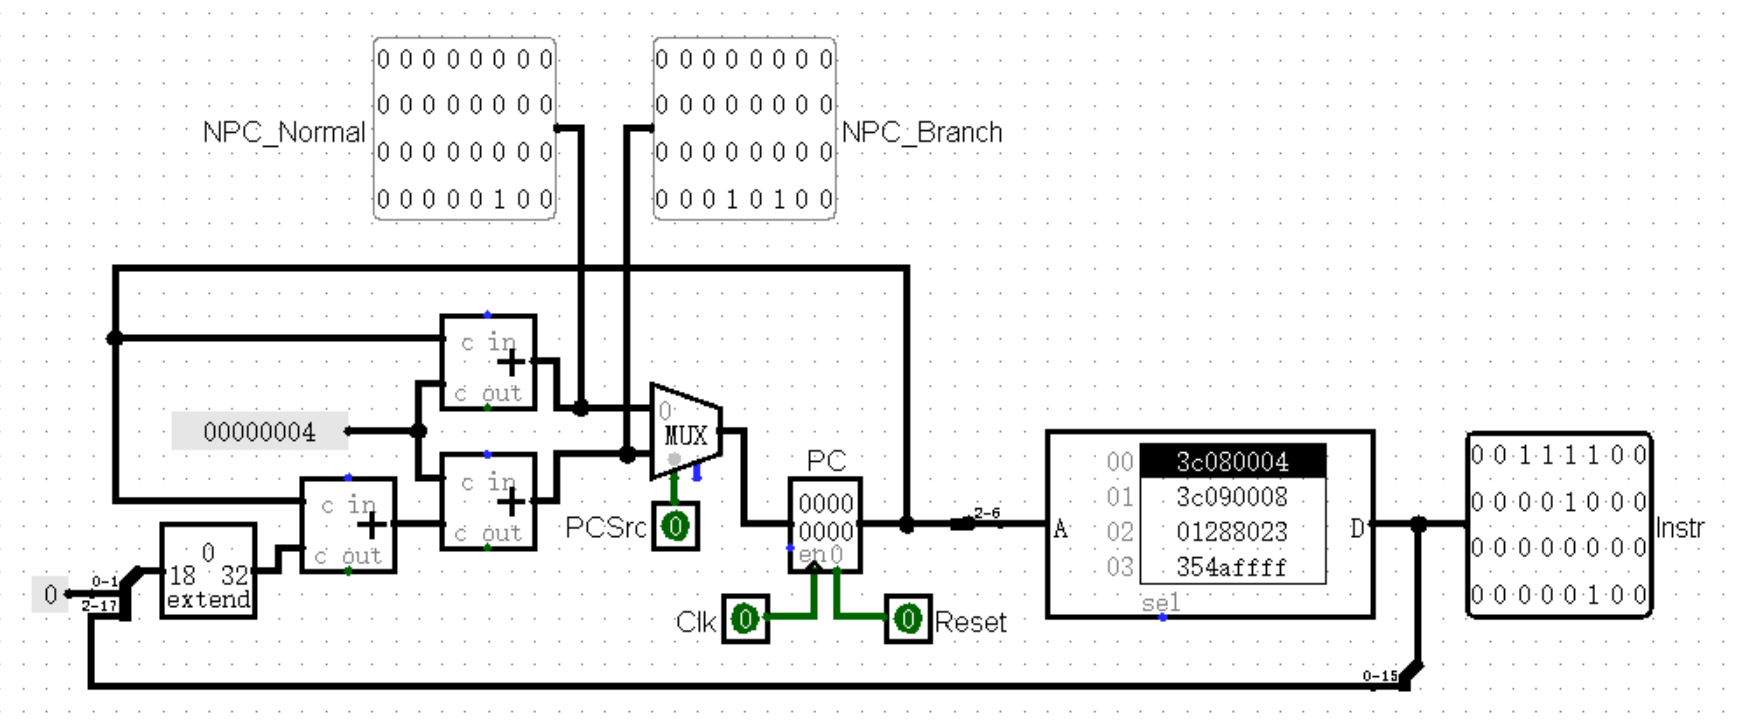 0 0 0 0 0 0 0 0
0 0 0 0 0 0 0 0
0 0 0 0 0 0 0 0
0 0 0 0 0 1 0 0
NPC_Normal
0 0 0 0 0 0 0 0
0 0 0 0 0 0 0 0
0 0 0 0 0 0 0 0
0 0 0 1 0 1 0 0
NPC_Branch
c in
+
c out
00000004
c in
+
c out
c in
+
c out
0
MUX
PCSrc
0
PC
0000
0000
en 0
Clk
0
0
Reset
2-6
A
00 3c080004
01 3c090008
02 01288023
03 354affff
D
sel
0 0 1 1 1 1 0 0
0 0 0 0 1 0 0 0
0 0 0 0 0 0 0 0
0 0 0 0 0 1 0 0
Instr
0
0-1
2-17
0
18 32
extend
0-15